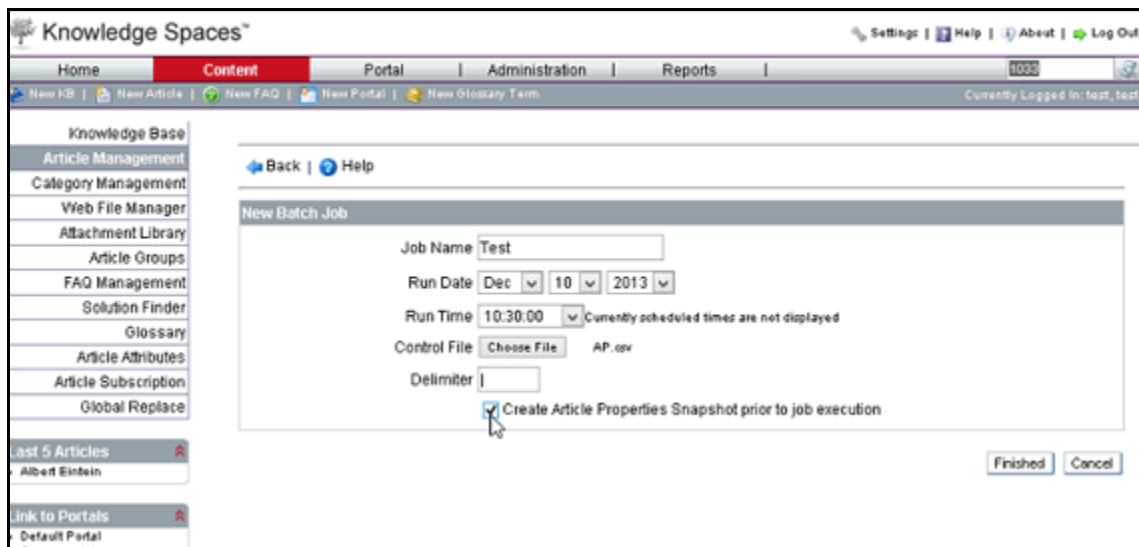 Knowledge Spaces™
Settings | Help | About | Log Out
Home Content Portal | Administration | Reports | 1033
New KB | New Article | New FAQ | New Portal | New Glossary Term Currently Logged In: test, test
Knowledge Base
Article Management
Category Management
Web File Manager
Attachment Library
Article Groups
FAQ Management
Solution Finder
Glossary
Article Attributes
Article Subscription
Global Replace
Last 5 Articles
Albert Eintein
Link to Portals
Default Portal
Back | Help
New Batch Job
Job Name Test
Run Date Dec 10 2013
Run Time 10:30:00 Currently scheduled times are not displayed
Control File Choose File AP.csv
Delimiter |
Create Article Properties Snapshot prior to job execution
Finished Cancel